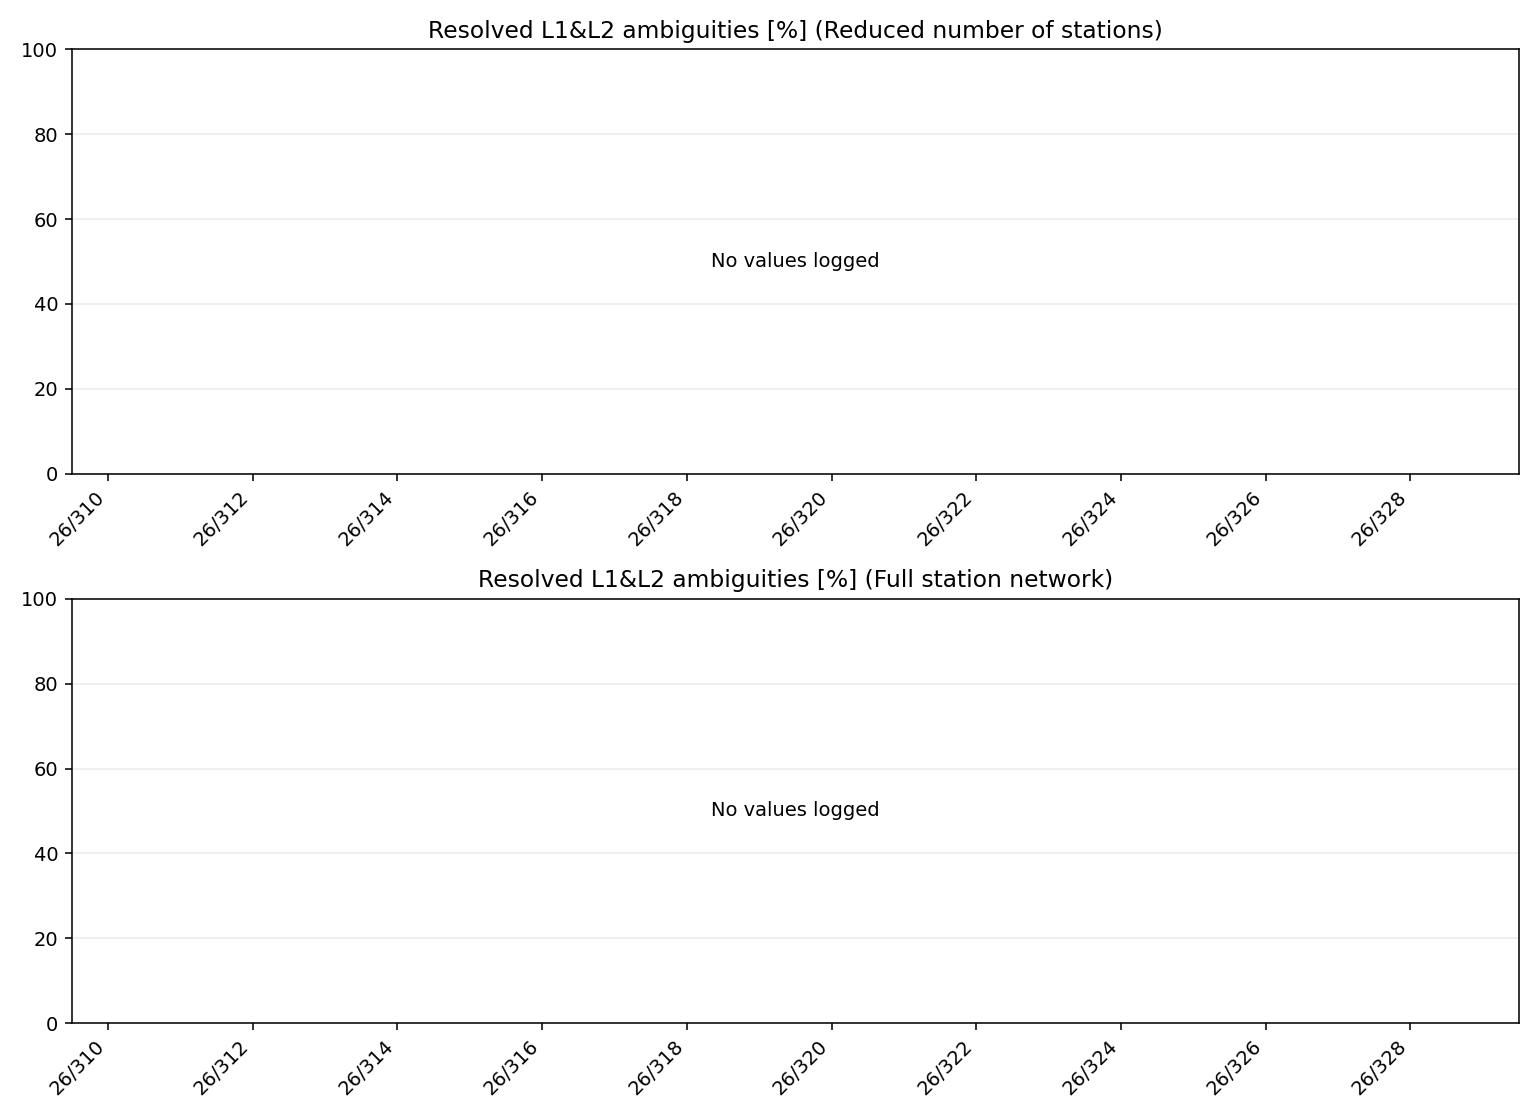 Resolved L1&L2 ambiguities [%] (Reduced number of stations)
100
80
60
No values logged
40
20
0
26/310 26/312 26/314 26/316 26/318 26/320 26/322 26/324 26/326 26/328
Resolved L1&L2 ambiguities [%] (Full station network)
100
80
60
No values logged
40
20
0
26/310 26/312 26/314 26/316 26/318 26/320 26/322 26/324 26/326 26/328